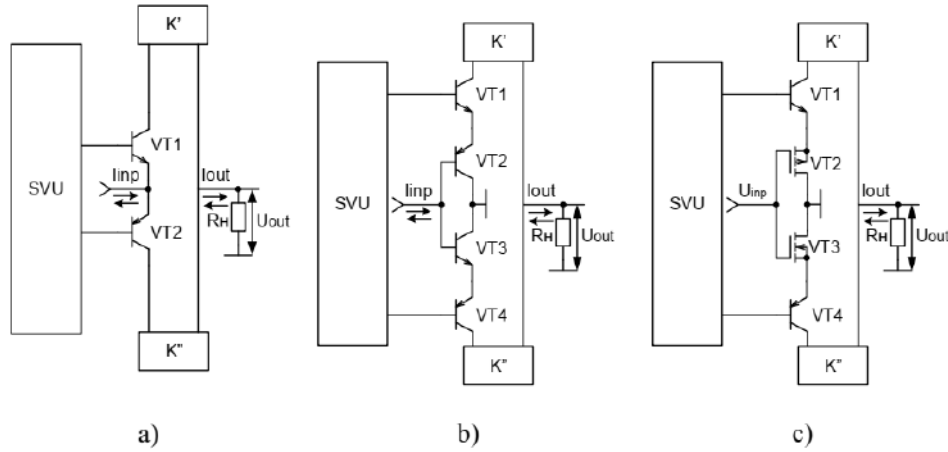 K'
SVU
VT1
Iinp
Iout
RH
Uout
VT2
K"
a)
K'
SVU
VT1
VT2
Iinp
Iout
RH
Uout
VT3
VT4
K"
b)
K'
SVU
VT1
VT2
Uinp
Iout
RH
Uout
VT3
VT4
K"
c)